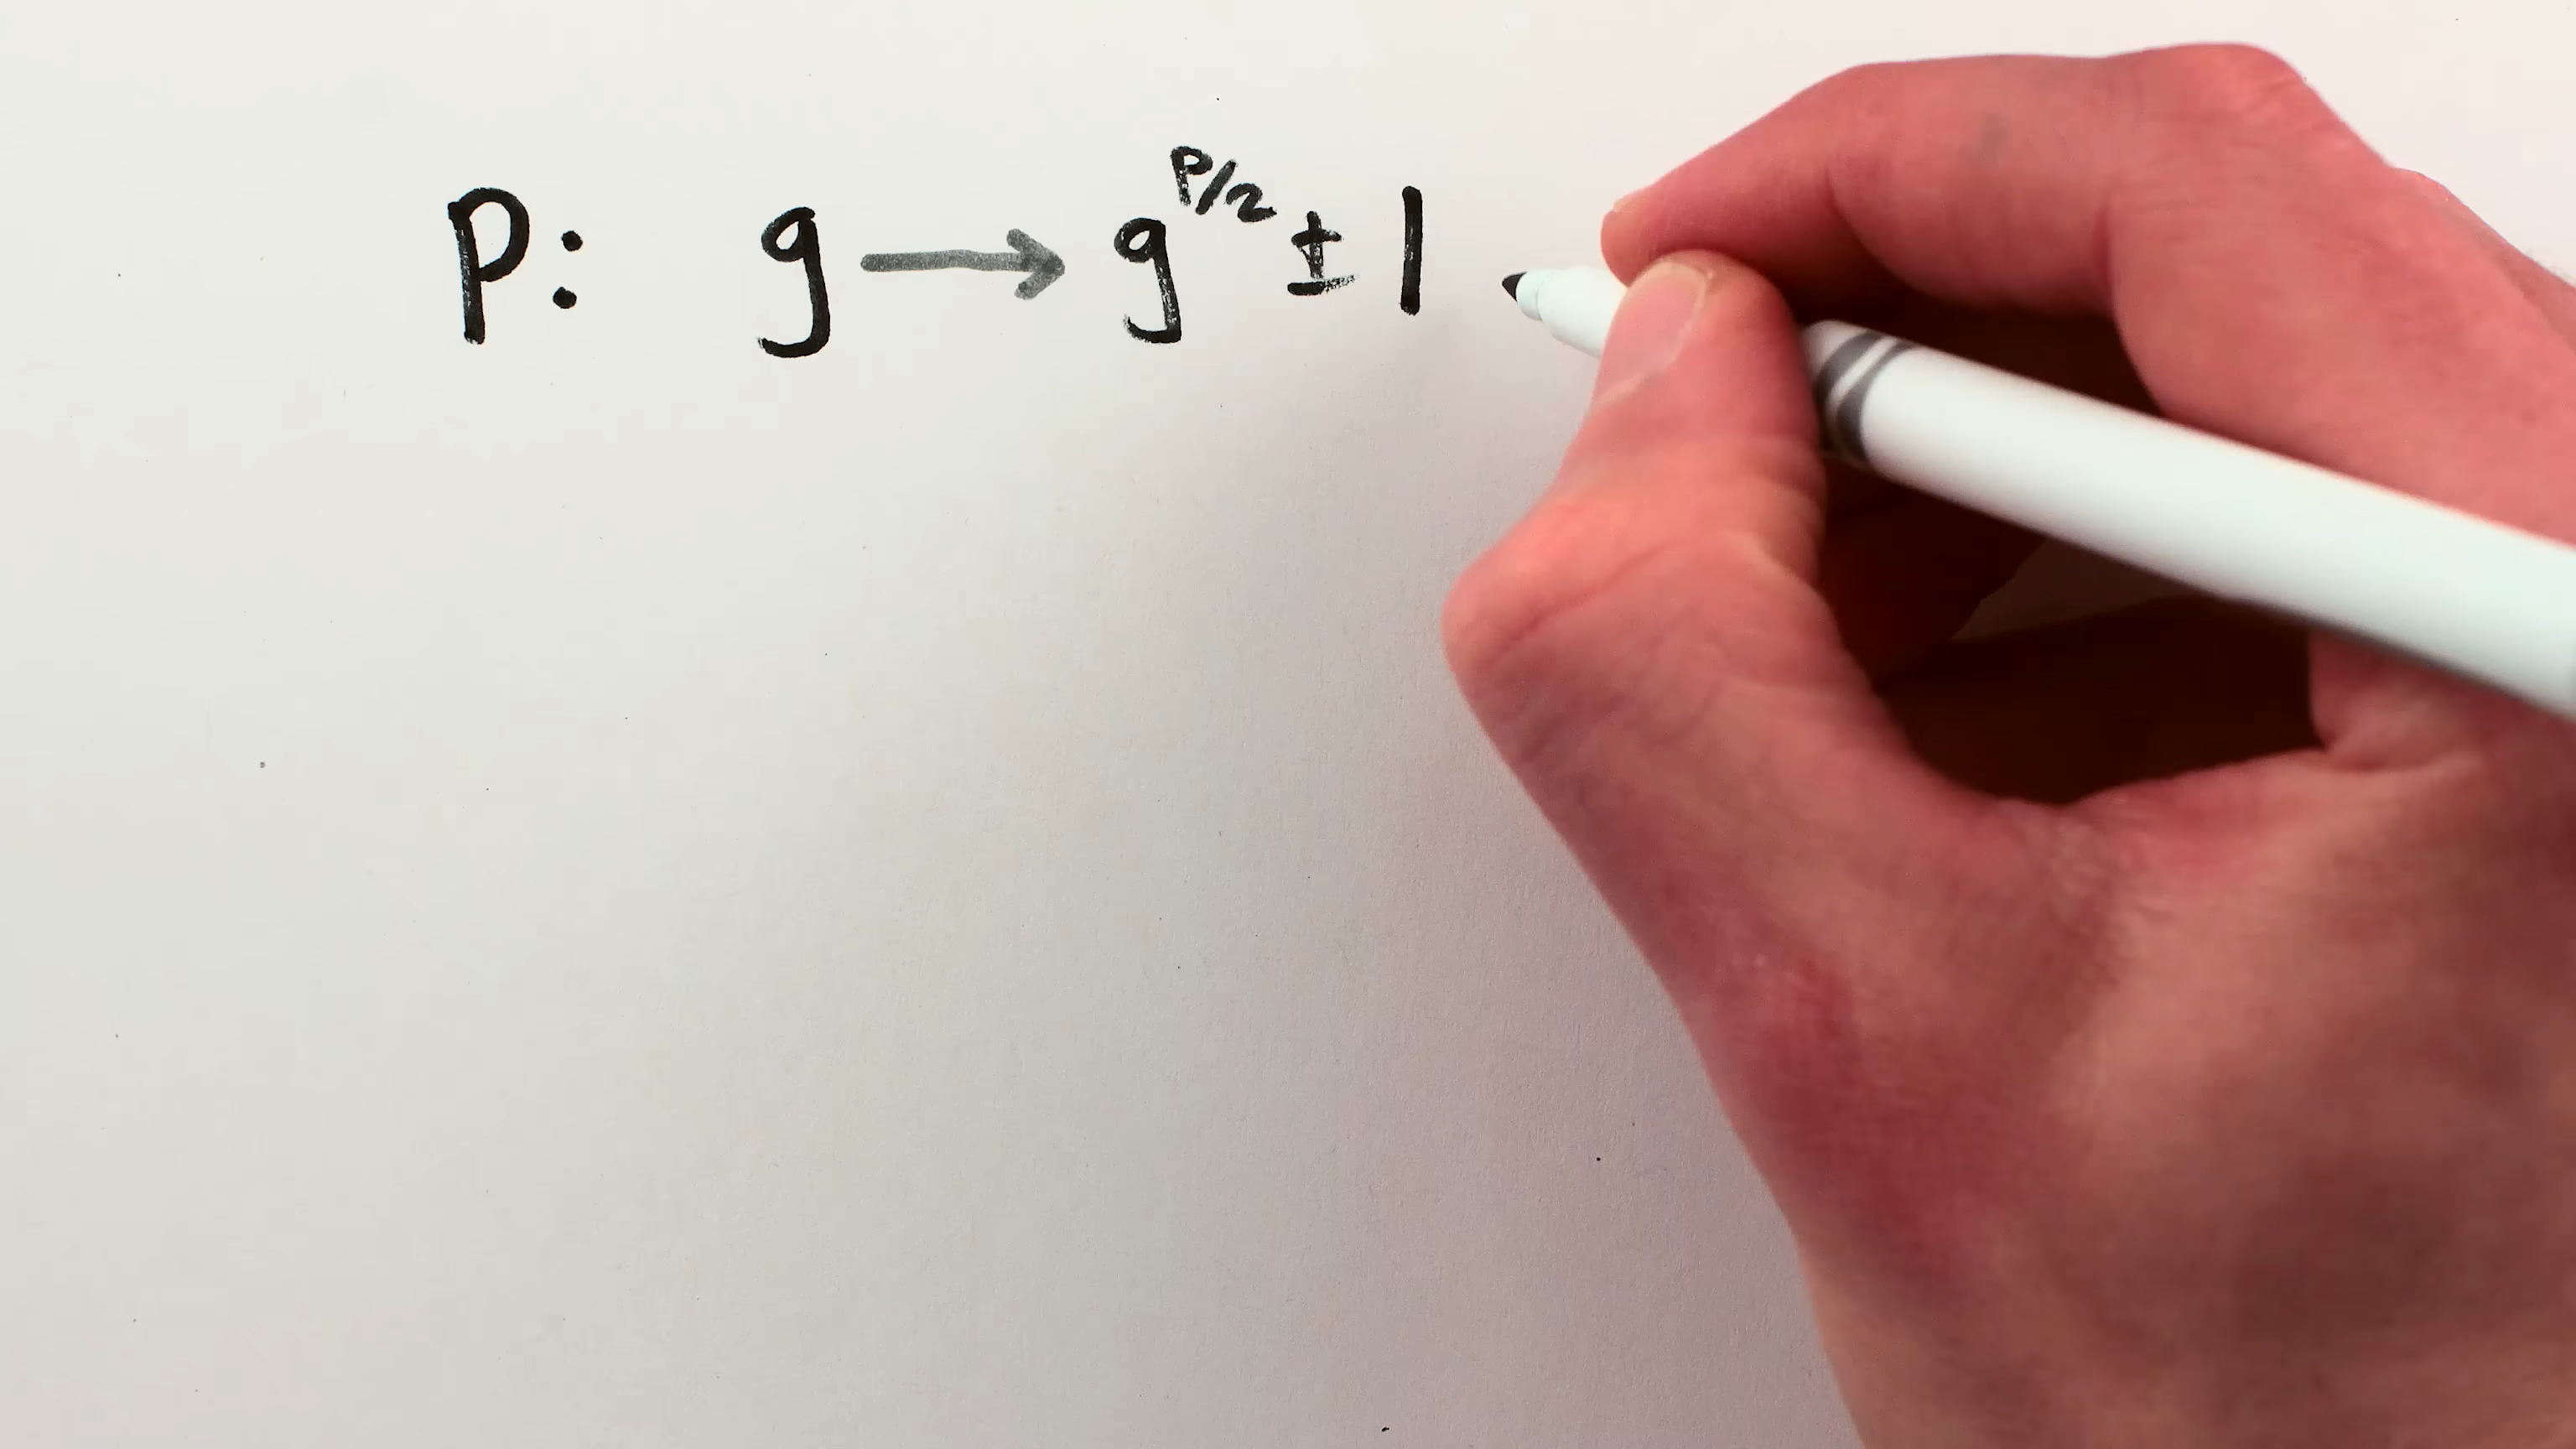 p: g → g^p/2 ± 1